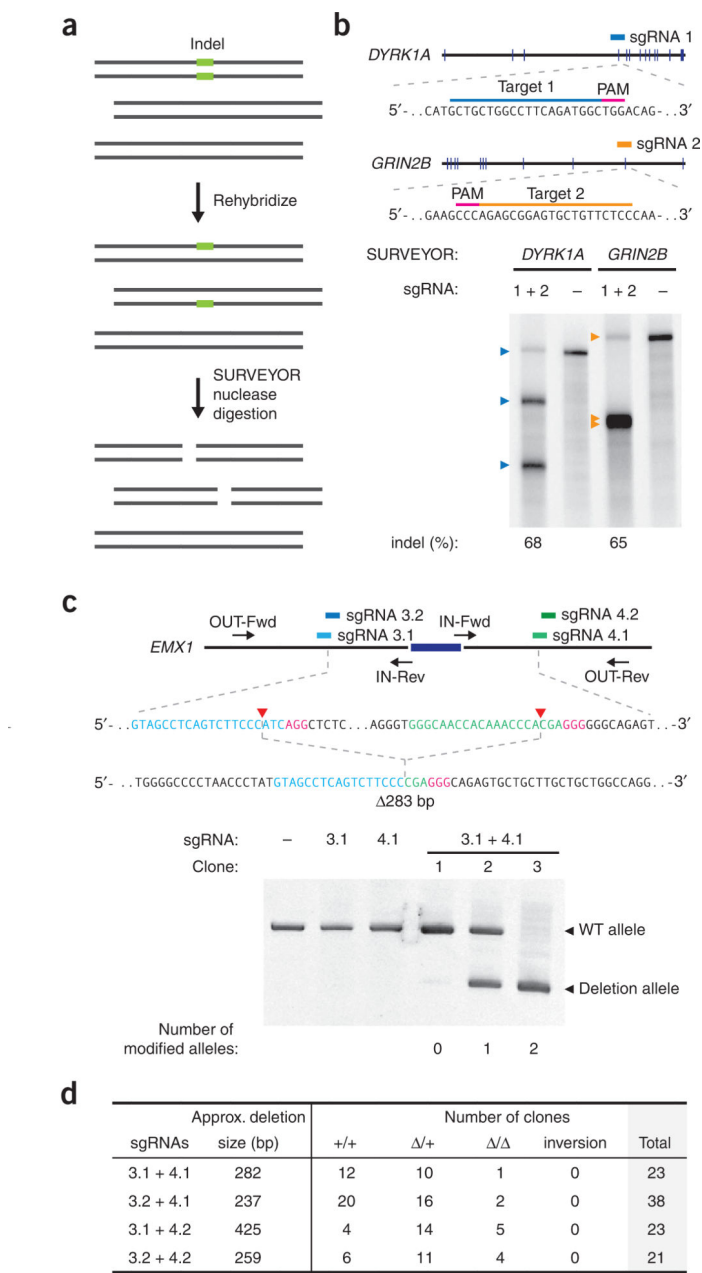 a
Indel
Rehybridize
SURVEYOR
nuclease
digestion
b
sgRNA 1
DYRK1A
Target 1 PAM
5′-..CATGCTGCTGGCCTTCAGATGGCTGGACAG-..3′
sgRNA 2
GRIN2B
PAM Target 2
5′-..GAAGCCCAGAGCGGAGTGCTGTTCTCCCAA-..3′
SURVEYOR: DYRK1A GRIN2B
sgRNA: 1 + 2 – 1 + 2 –
indel (%): 68 65
c
OUT-Fwd sgRNA 3.2 IN-Fwd sgRNA 4.2
EMX1 sgRNA 3.1 sgRNA 4.1
IN-Rev OUT-Rev
5′-..GTAGCCTCAGTCTTCCCATCAGGCTCTC...AGGGTGGGCAACCACAAACCCACGAGGGGGGCAGAGT..-3′
5′-..TGGGGCCCCTAACCCTATGTAGCCTCAGTCTTCCCCGAGGGCAGAGTGCTGCTTGCTGCTGGCCAGG..-3′
Δ283 bp
sgRNA: – 3.1 4.1 3.1 + 4.1
Clone: 1 2 3
WT allele
Deletion allele
Number of
modified alleles: 0 1 2
d
Approx. deletion Number of clones
sgRNAs size (bp) +/+ Δ/+ Δ/Δ inversion Total
3.1 + 4.1 282 12 10 1 0 23
3.2 + 4.1 237 20 16 2 0 38
3.1 + 4.2 425 4 14 5 0 23
3.2 + 4.2 259 6 11 4 0 21